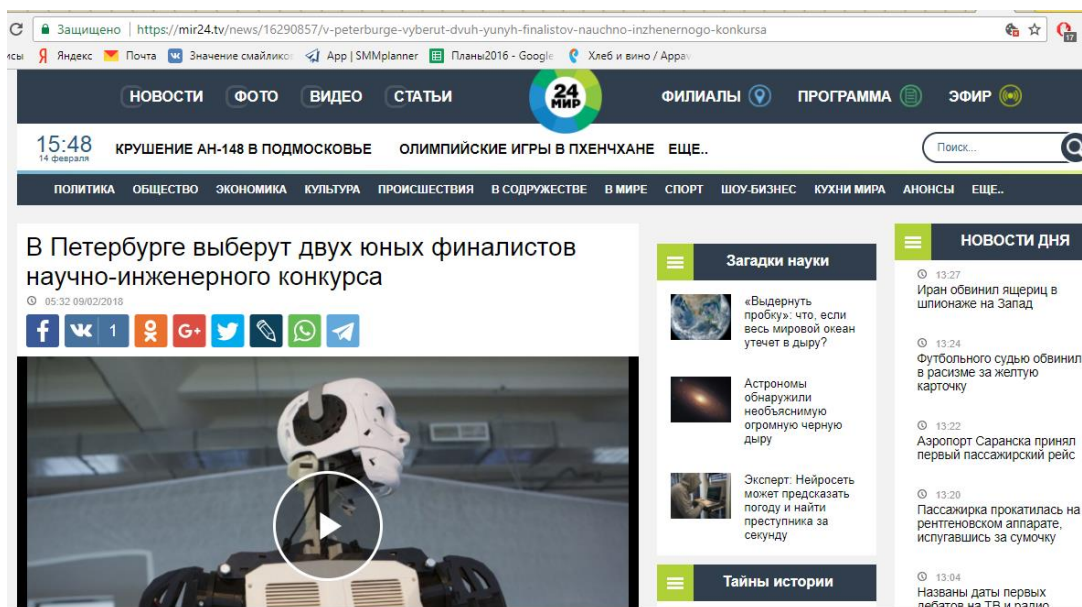 Защищено | https://mir24.tv/news/16290857/v-peterburge-vyberut-dvuh-yunyh-finalistov-nauchno-inzhenernogo-konkursa
17
Яндекс Почта Значение смайликов App | SMMplanner Планы2016 - Google Хлеб и вино /
НОВОСТИ ФОТО ВИДЕО СТАТЬИ 24 МИР ФИЛИАЛЫ ПРОГРАММА ЭФИР
15:48
14 февраля
КРУШЕНИЕ АН-148 В ПОДМОСКОВЬЕ ОЛИМПИЙСКИЕ ИГРЫ В ПХЕНЧХАНЕ ЕЩЕ..
Поиск...
ПОЛИТИКА ОБЩЕСТВО ЭКОНОМИКА КУЛЬТУРА ПРОИСШЕСТВИЯ В СОДРУЖЕСТВЕ В МИРЕ СПОРТ ШОУ-БИЗНЕС КУХНИ МИРА АНОНСЫ ЕЩЕ..
В Петербурге выберут двух юных финалистов
научно-инженерного конкурса
05:32 09/02/2018
1
G+
Загадки науки
«Выдернуть
пробку»: что, если
весь мировой океан
утечет в дыру?
Астрономы
обнаружили
необъяснимую
огромную черную
дыру
Эксперт: Нейросеть
может предсказать
погоду и найти
преступника за
секунду
Тайны истории
НОВОСТИ ДНЯ
13:27
Иран обвинил ящериц в
шпионаже на Запад
13:24
Футбольного судью обвинил
в расизме за желтую
карточку
13:22
Аэропорт Саранска принял
первый пассажирский рейс
13:20
Пассажирка прокатилась на
рентгеновском аппарате,
испугавшись за сумочку
13:04
Названы даты первых
дебатов на ТВ и радио